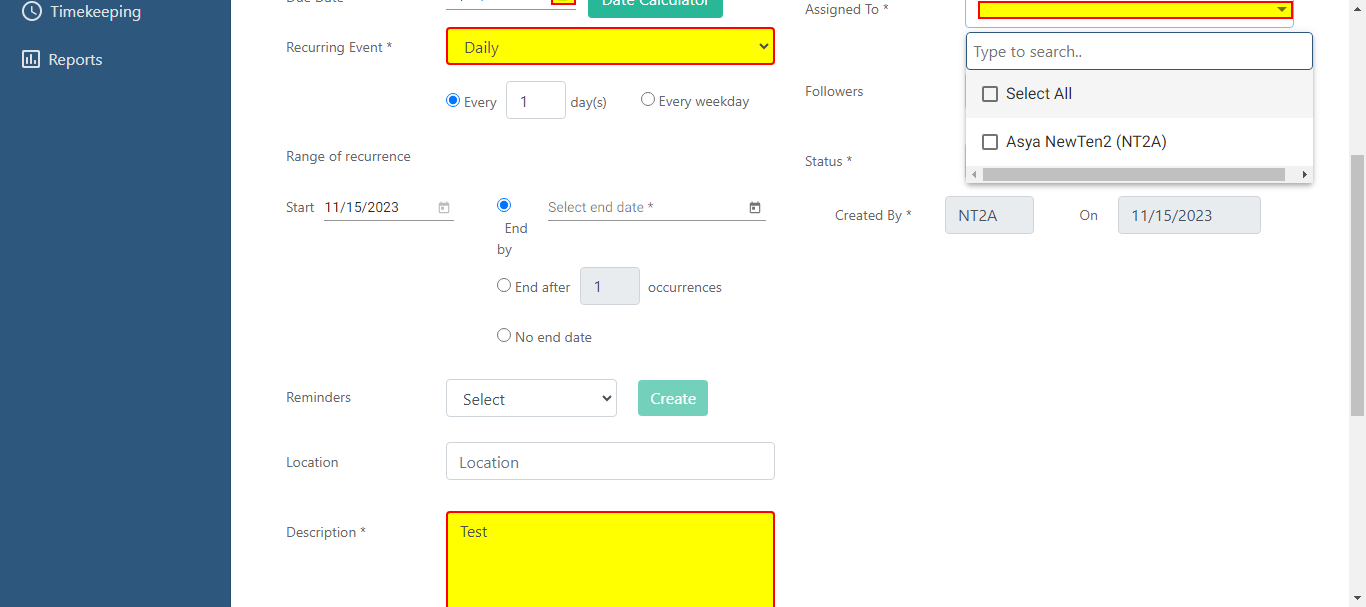 Timekeeping
Reports
Date Calculator
Recurring Event *
Daily
Every
1
day(s)
Every weekday
Range of recurrence
Start
11/15/2023
End
by
Select end date *
End after
1
occurrences
No end date
Reminders
Select
Create
Location
Location
Description *
Test
Assigned To *
Type to search..
Select All
Asya NewTen2 (NT2A)
Followers
Status *
Created By *
NT2A
On
11/15/2023